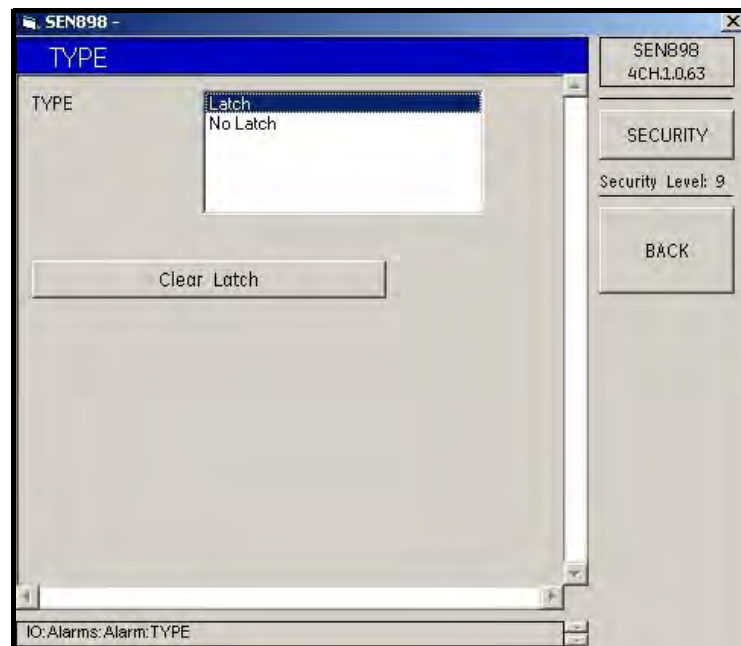 SEN898 -
TYPE
SEN898
4CH.1.0.63
TYPE
Latch
No Latch
SECURITY
Security Level: 9
BACK
Clear Latch
IO:Alarms:Alarm:TYPE